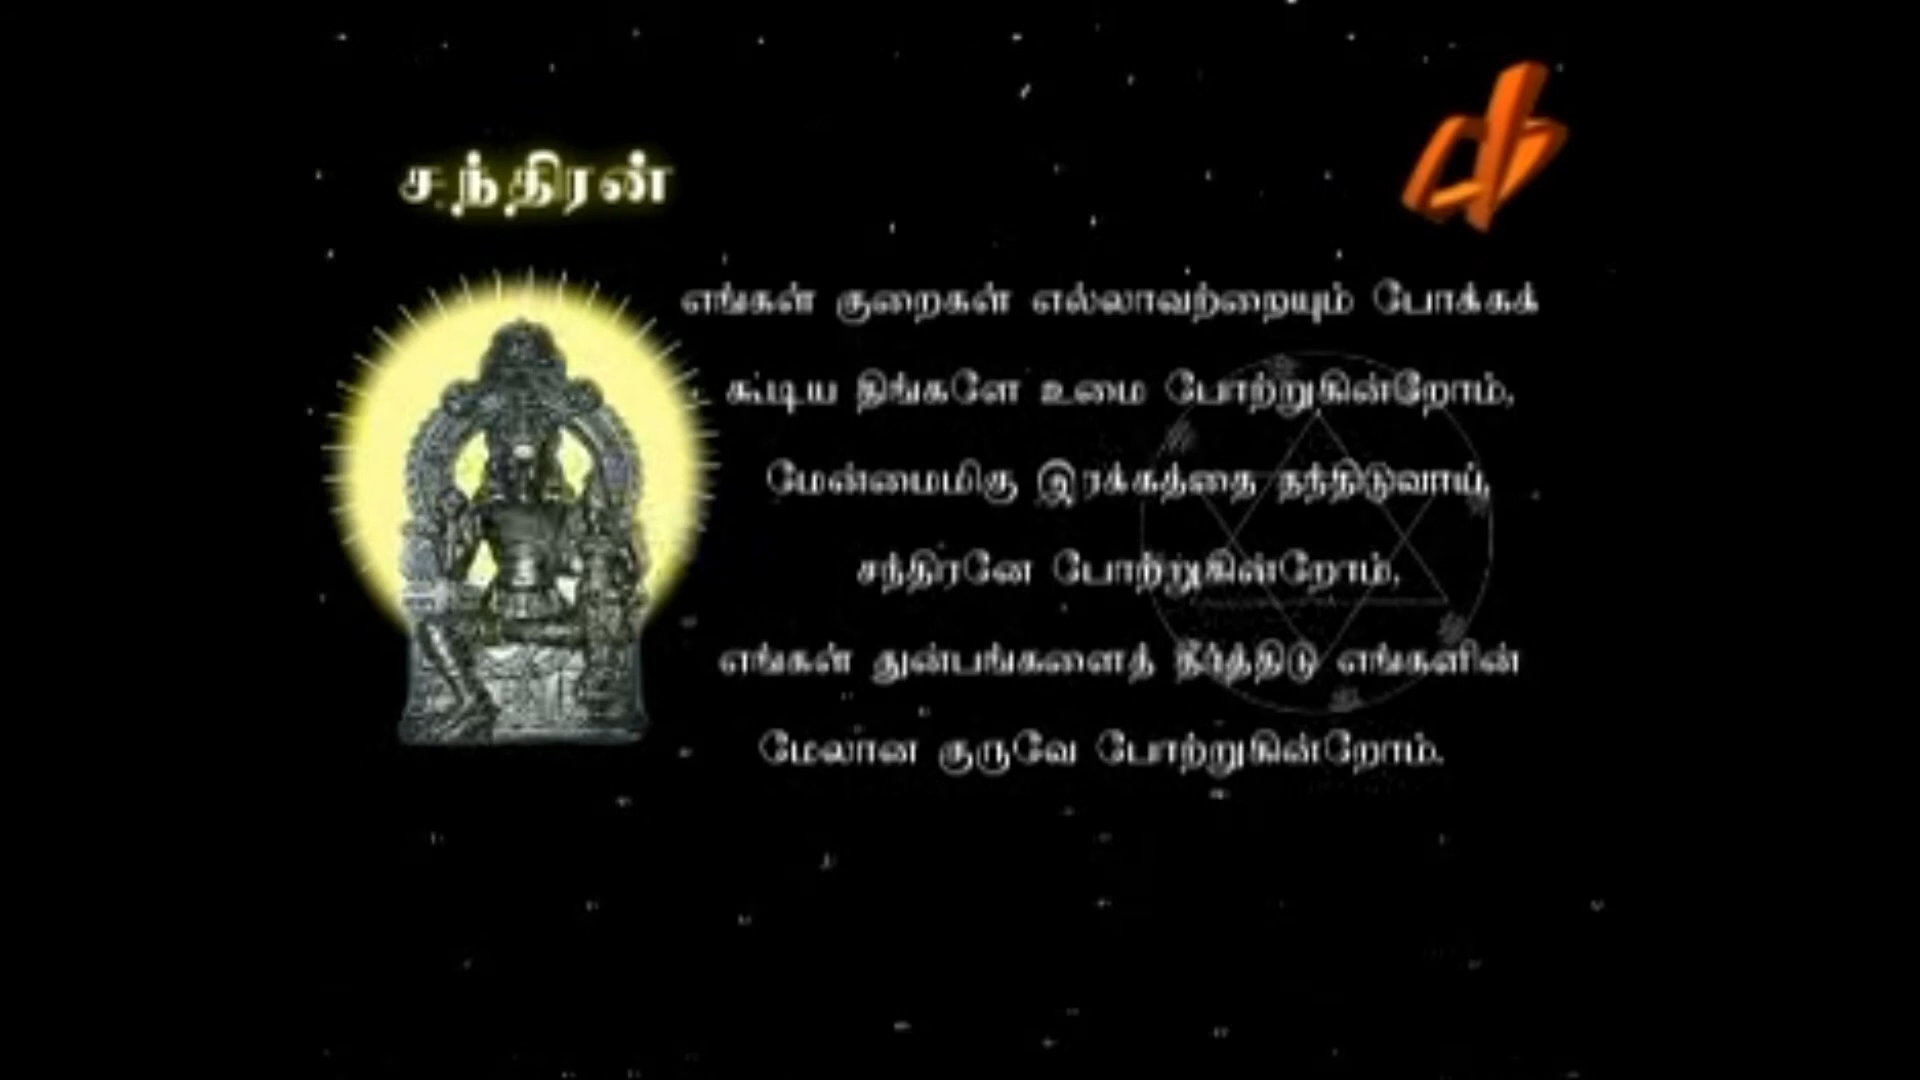 சந்திரன்
எங்கள் குறைகள் எல்லாவற்றையும் போக்கக்
கூடிய திங்களே உமை போற்றுகின்றோம்,
மேன்மைமிகு இரக்கத்தை தந்திடுவாய்,
சந்திரனே போற்றுகின்றோம்,
எங்கள் துன்பங்களைத் தீர்த்திடு எங்களின்
மேலான குருவே போற்றுகின்றோம்.